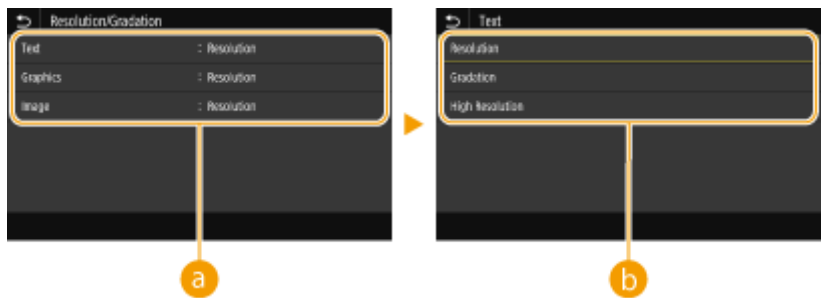 Resolution/Gradation
Text : Resolution
Graphics : Resolution
Image : Resolution
a
Text
Resolution
Gradation
High Resolution
b